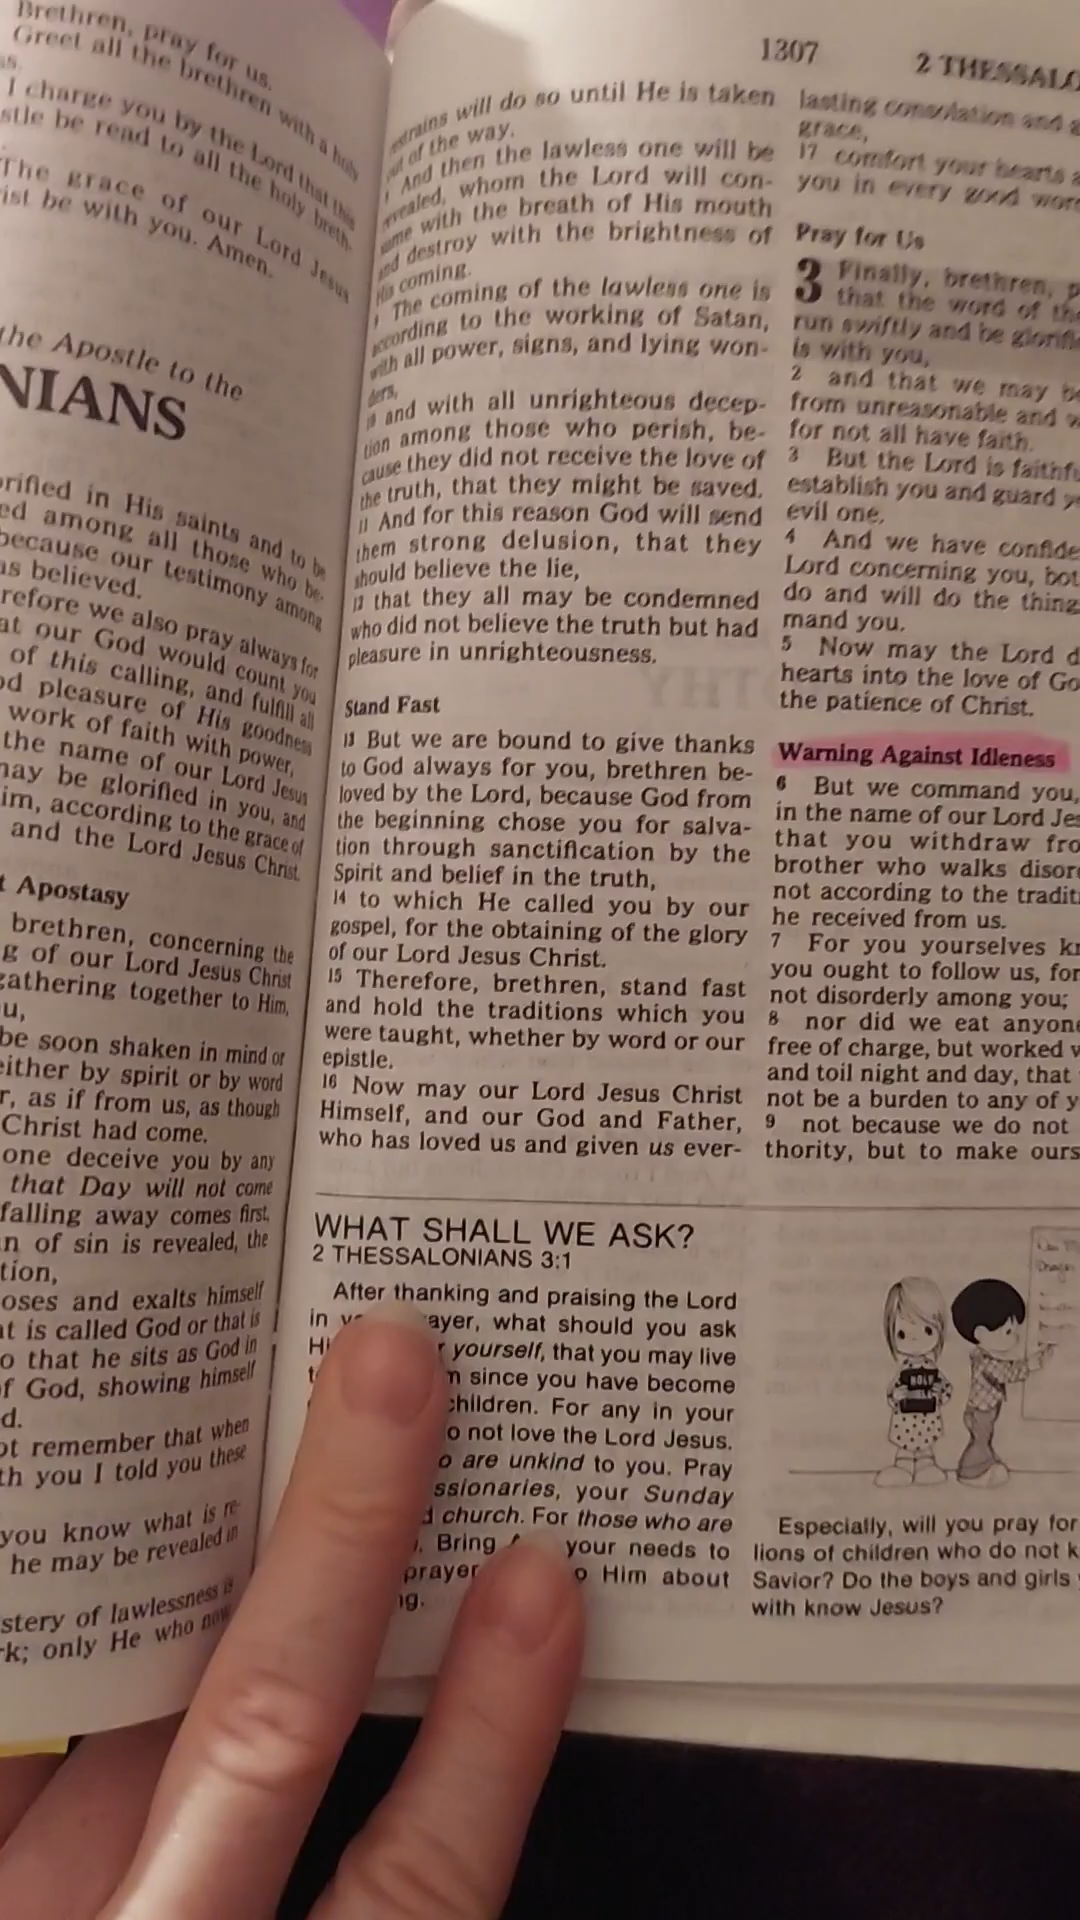 Brethren, pray for us.
Greet all the brethren with a holy
ss.
I charge you by the Lord that this
stle be read to all the holy breth-
The grace of our Lord Jesus
ist be with you. Amen.
the Apostle to the
NIANS
rified in His saints and to be
ed among all those who be-
because our testimony among
as believed.
refore we also pray always for
at our God would count you
of this calling, and fulfill all
od pleasure of His goodness
work of faith with power,
the name of our Lord Jesus
may be glorified in you, and
im, according to the grace of
and the Lord Jesus Christ.
t Apostasy
brethren, concerning the
g of our Lord Jesus Christ
gathering together to Him,
u,
be soon shaken in mind or
either by spirit or by word
r, as if from us, as though
Christ had come.
one deceive you by any
that Day will not come
falling away comes first,
n of sin is revealed, the
tion,
oses and exalts himself
at is called God or that is
o that he sits as God in
f God, showing himself
d.
ot remember that when
th you I told you these
you know what is re-
he may be revealed in
stery of lawlessness is
rk; only He who now
1307
2 THESSALO
estrains will do so until He is taken
out of the way.
And then the lawless one will be
revealed, whom the Lord will con-
sume with the breath of His mouth
and destroy with the brightness of
His coming.
9 The coming of the lawless one is
according to the working of Satan,
with all power, signs, and lying won-
ders,
10 and with all unrighteous decep-
tion among those who perish, be-
cause they did not receive the love of
the truth, that they might be saved.
11 And for this reason God will send
them strong delusion, that they
should believe the lie,
12 that they all may be condemned
who did not believe the truth but had
pleasure in unrighteousness.
Stand Fast
13 But we are bound to give thanks
to God always for you, brethren be-
loved by the Lord, because God from
the beginning chose you for salva-
tion through sanctification by the
Spirit and belief in the truth,
14 to which He called you by our
gospel, for the obtaining of the glory
of our Lord Jesus Christ.
15 Therefore, brethren, stand fast
and hold the traditions which you
were taught, whether by word or our
epistle.
16 Now may our Lord Jesus Christ
Himself, and our God and Father,
who has loved us and given us ever-
lasting consolation and g
grace,
17 comfort your hearts a
you in every good wor
Pray for Us
3 Finally, brethren, p
that the word of the
run swiftly and be glorifi
is with you,
2 and that we may be
from unreasonable and w
for not all have faith.
3 But the Lord is faithfu
establish you and guard y
evil one.
4 And we have confide
Lord concerning you, bot
do and will do the thing
mand you.
5 Now may the Lord d
hearts into the love of Go
the patience of Christ.
Warning Against Idleness
6 But we command you,
in the name of our Lord Jes
that you withdraw fro
brother who walks disor
not according to the traditi
he received from us.
7 For you yourselves kn
you ought to follow us, for
not disorderly among you;
8 nor did we eat anyone
free of charge, but worked w
and toil night and day, that
not be a burden to any of y
9 not because we do not
thority, but to make ours
WHAT SHALL WE ASK?
2 THESSALONIANS 3:1
After thanking and praising the Lord
in ayer, what should you ask
H yourself, that you may live
t m since you have become
children. For any in your
o not love the Lord Jesus.
o are unkind to you. Pray
ssionaries, your Sunday
d church. For those who are
. Bring your needs to
prayer o Him about
ng.
HOLY
Especially, will you pray for
lions of children who do not k
Savior? Do the boys and girls
with know Jesus?